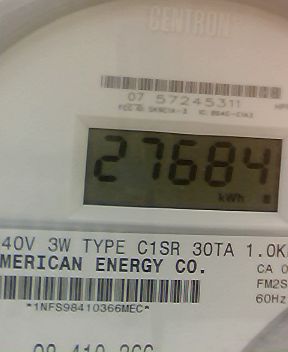 CENTRON
07 57245311
27684
kWh
40V 3W TYPE C1SR 30TA 1.0K
MERICAN ENERGY CO.
CA 0
FM2S
60Hz
*1NFS98410366MEC*